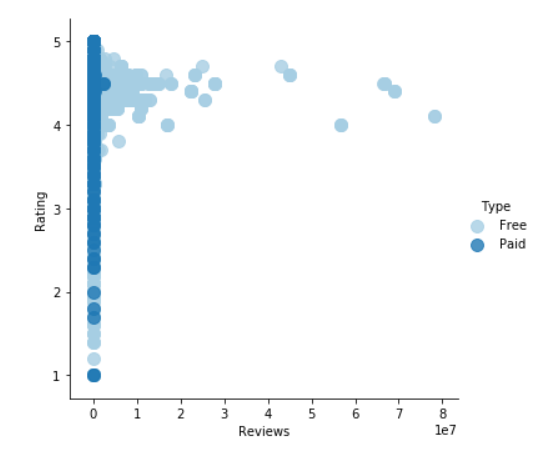 5
4
3
2
1
Rating
0 1 2 3 4 5 6 7 8
1e7
Reviews
Type
Free
Paid